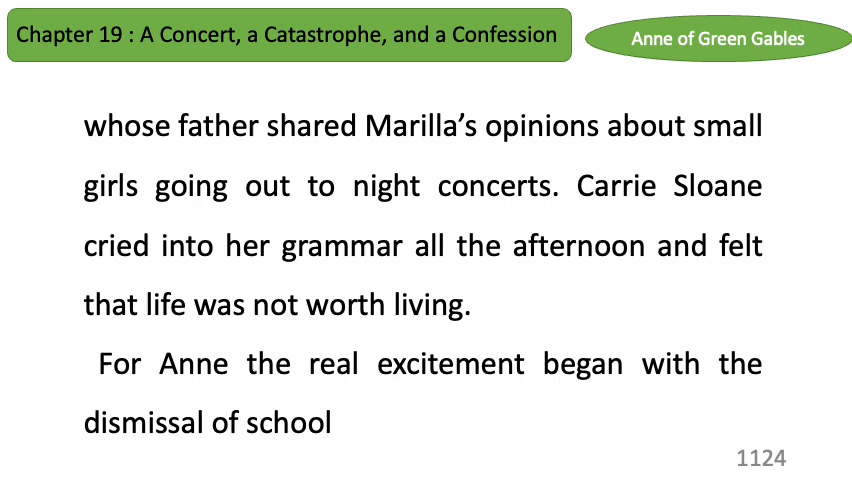 Chapter 19 : A Concert, a Catastrophe, and a Confession
Anne of Green Gables
whose father shared Marilla’s opinions about small
girls going out to night concerts. Carrie Sloane
cried into her grammar all the afternoon and felt
that life was not worth living.
For Anne the real excitement began with the
dismissal of school
1124